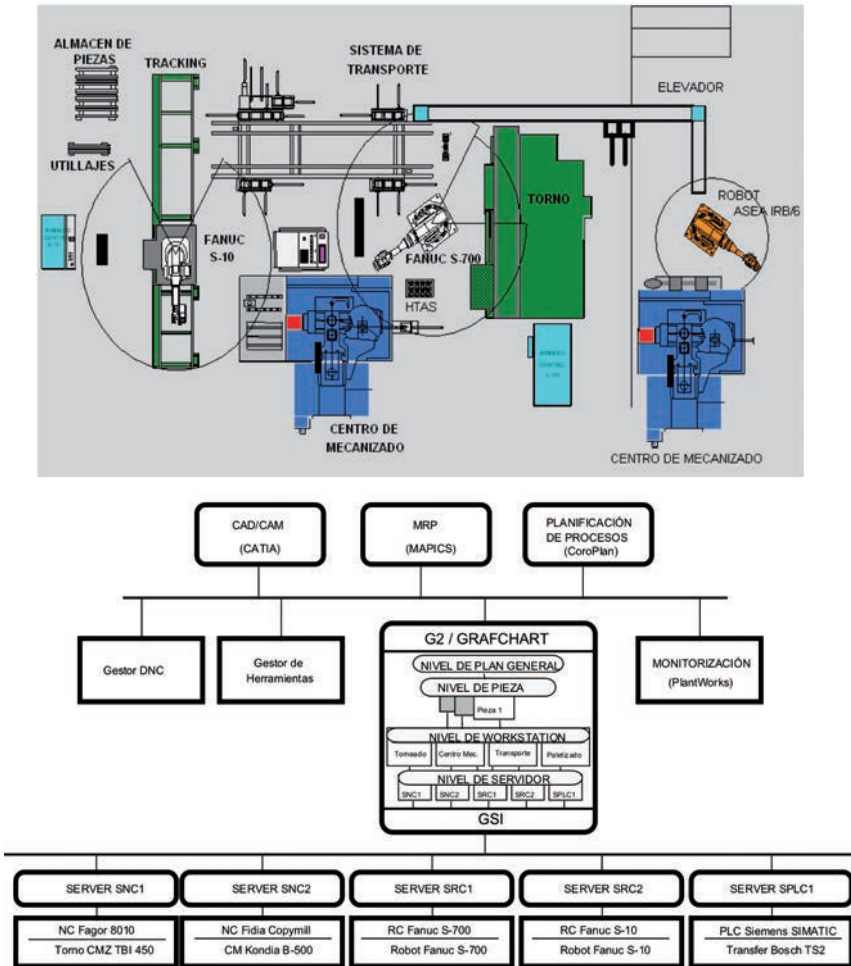 ALMACEN DE
PIEZAS
TRACKING
SISTEMA DE
TRANSPORTE
ELEVADOR
UTILLAJES
FANUC
S-10
FANUC S-700
TORNO
ROBOT
ASEA IRB/6
HTAS
CENTRO DE
MECANIZADO
CENTRO DE MECANIZADO
CAD/CAM
(CATIA)
MRP
(MAPICS)
PLANIFICACIÓN
DE PROCESOS
(CoroPlan)
Gestor DNC
Gestor de
Herramientas
G2 / GRAFCHART
NIVEL DE PLAN GENERAL
NIVEL DE PIEZA
Pieza 1
NIVEL DE WORKSTATION
Torneado
Centro Mec.
Transporte
Paletizado
NIVEL DE SERVIDOR
SNC1
SNC2
SRC1
SRC2
SPLC1
GSI
MONITORIZACIÓN
(PlantWorks)
SERVER SNC1
SERVER SNC2
SERVER SRC1
SERVER SRC2
SERVER SPLC1
NC Fagor 8010
Torno CMZ TBI 450
NC Fidia Copymill
CM Kondia B-500
RC Fanuc S-700
Robot Fanuc S-700
RC Fanuc S-10
Robot Fanuc S-10
PLC Siemens SIMATIC
Transfer Bosch TS2